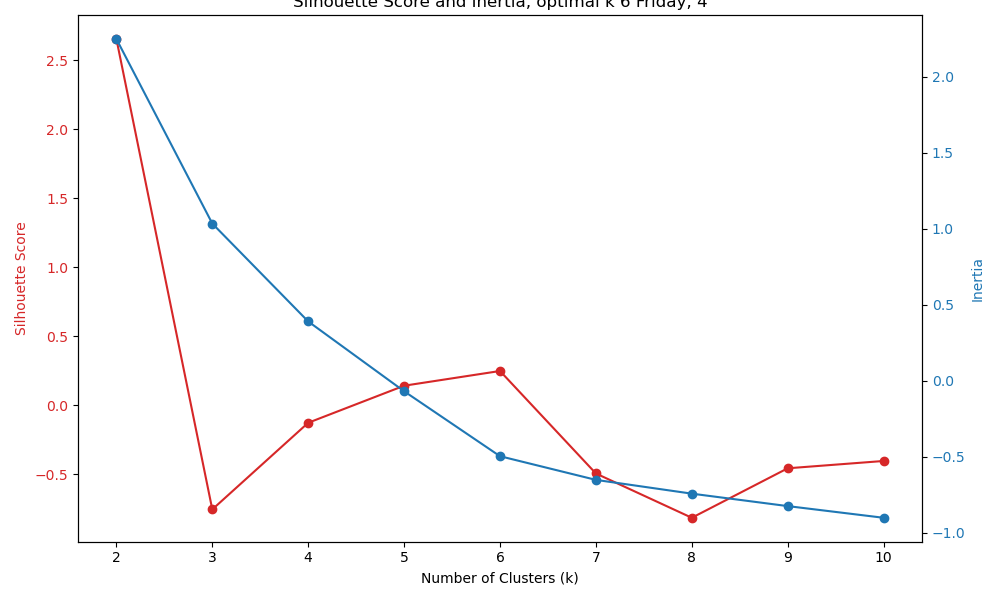 Silhouette Score and Inertia, optimal k 6 Friday, 4
2.5
2.0
1.5
1.0
0.5
0.0
−0.5
Silhouette Score
2.0
1.5
1.0
0.5
0.0
−0.5
−1.0
Inertia
2 3 4 5 6 7 8 9 10
Number of Clusters (k)